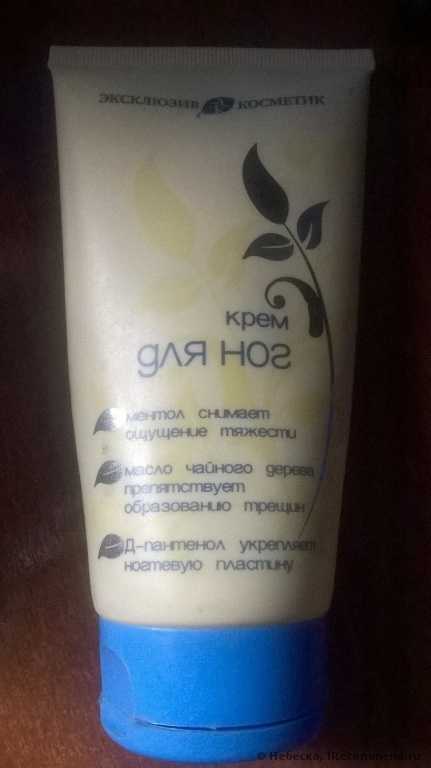 ЭКСКЛЮЗИВ КОСМЕТИК
крем
для ног
ментол снимает
ощущение тяжести
масло чайного дерева
препятствует
образованию трещин
Д-пантенол укрепляет
ногтевую пластину
© Небеска, IRecommend.ru